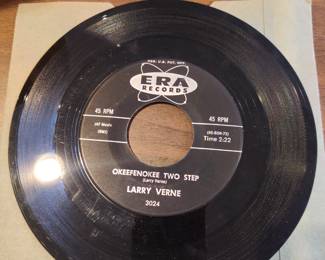 REG. U.S. PAT. OFF.
ERA
RECORDS
45 RPM
45 RPM
(BMI)
Time 2:22
OKEEFENOKEE TWO STEP
(Larry Verne)
LARRY VERNE
3024